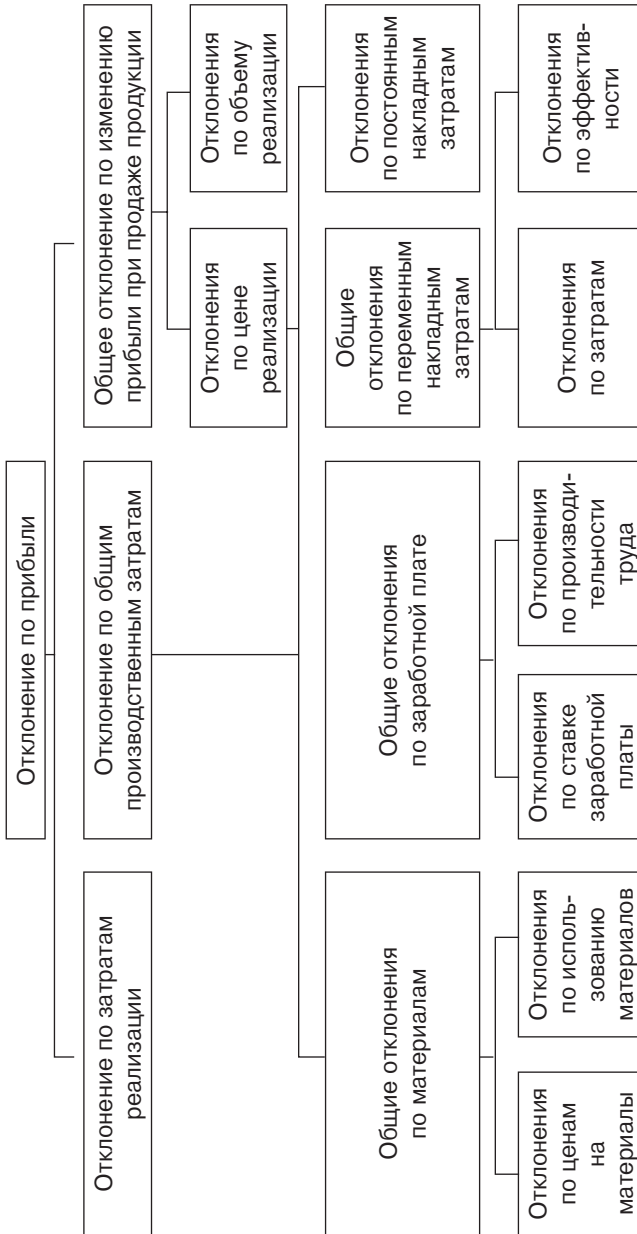 Отклонение по прибыли
Отклонение по затратам
реализации
Отклонение по общим
производственным затратам
Общее отклонение по изменению
прибыли при продаже продукции
Отклонения
по цене
реализации
Отклонения
по объему
реализации
Общие отклонения
по материалам
Общие отклонения
по заработной плате
Общие
отклонения
по переменным
накладным
затратам
Отклонения
по постоянным
накладным
затратам
Отклонения
по ценам
на
материалы
Отклонения
по исполь-
зованию
материалов
Отклонения
по ставке
заработной
платы
Отклонения
по производи-
тельности
труда
Отклонения
по затратам
Отклонения
по эффектив-
ности